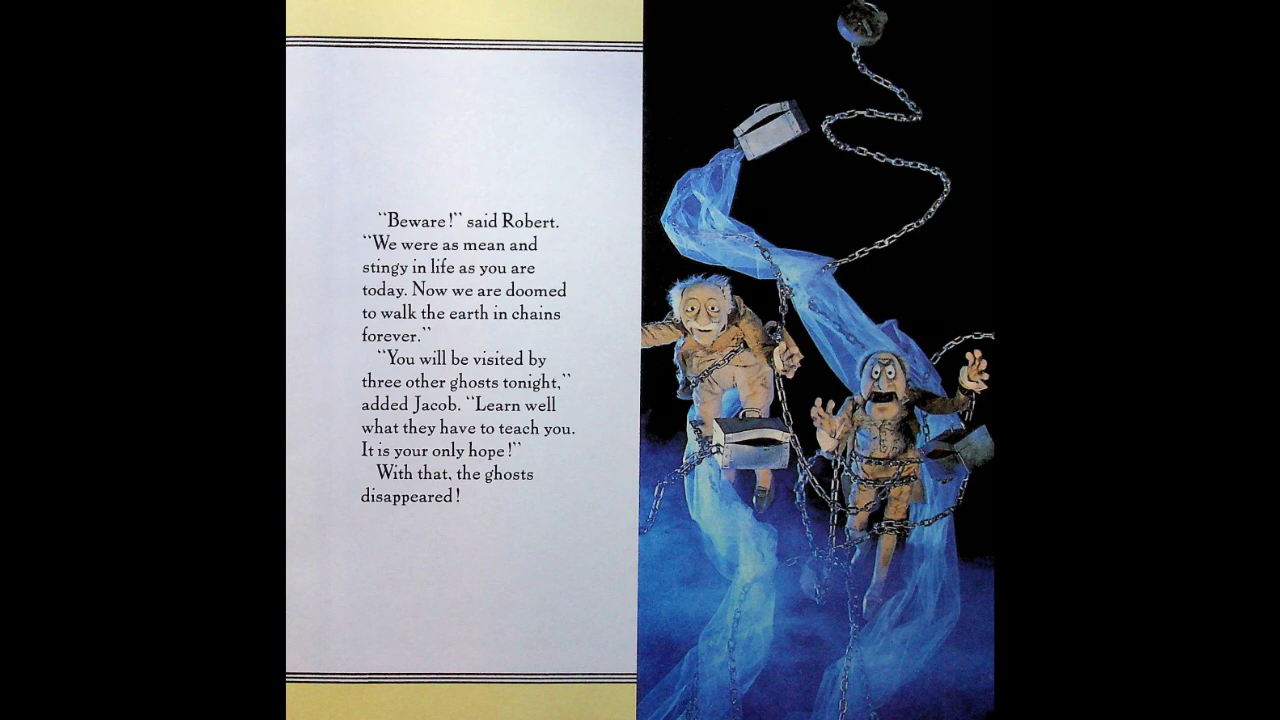 “Beware!” said Robert.
“We were as mean and
stingy in life as you are
today. Now we are doomed
to walk the earth in chains
forever.”
“You will be visited by
three other ghosts tonight,”
added Jacob. “Learn well
what they have to teach you.
It is your only hope!”
With that, the ghosts
disappeared!